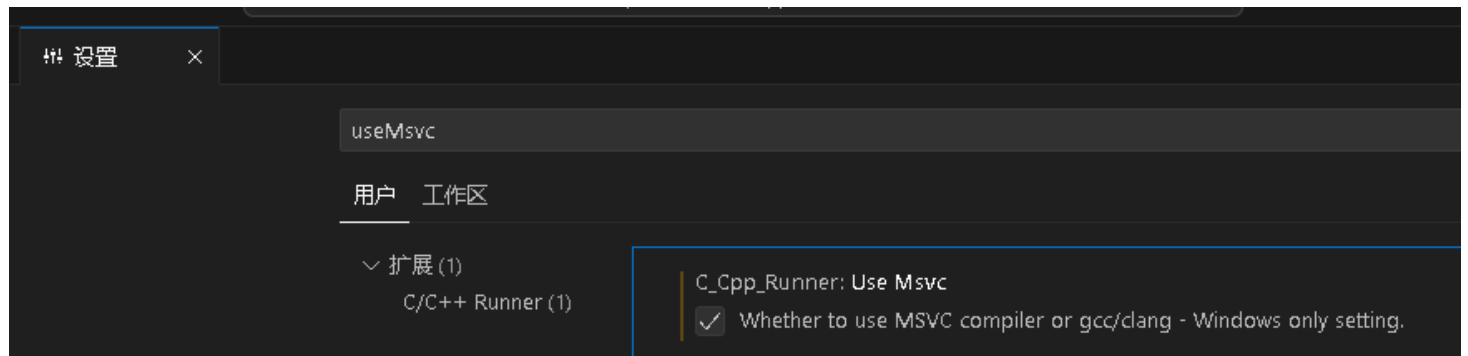 设置
useMsvc
用户 工作区
扩展 (1)
C/C++ Runner (1)
C_Cpp_Runner: Use Msvc
Whether to use MSVC compiler or gcc/clang - Windows only setting.